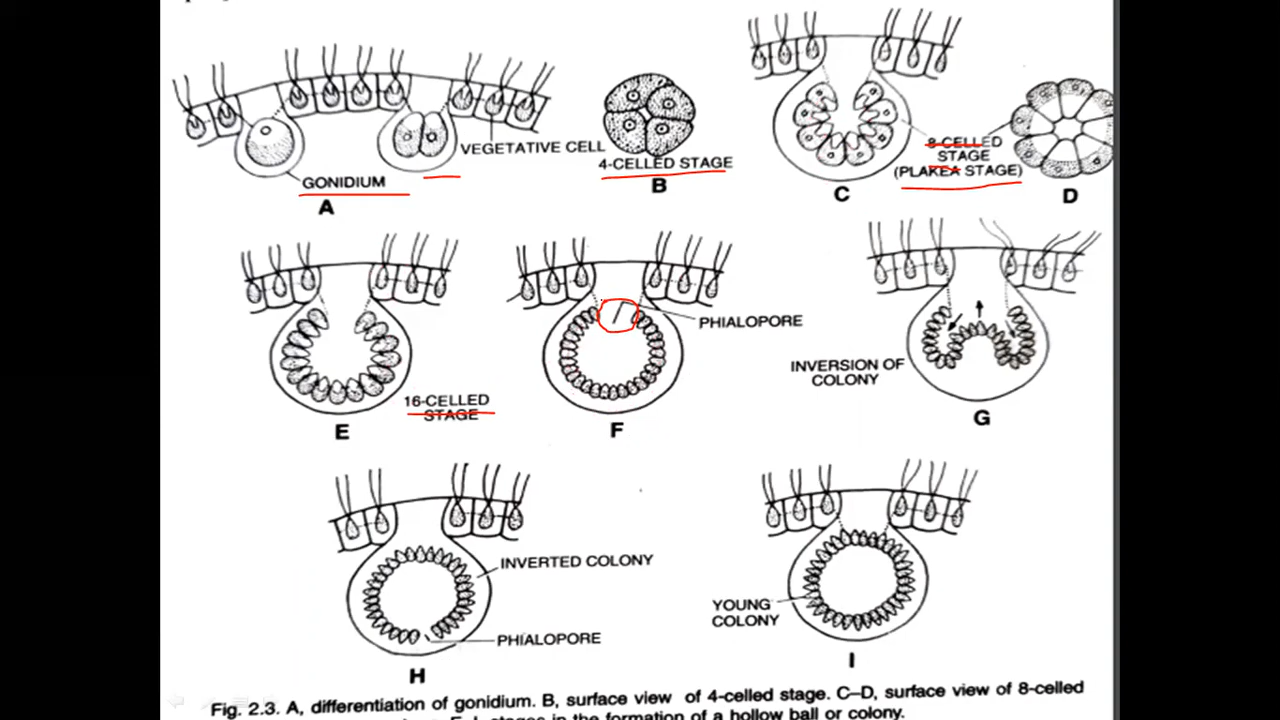 VEGETATIVE CELL
GONIDIUM
A
4-CELLED STAGE
B
C
8-CELLED
STAGE
(PLAKEA STAGE)
D
E
16-CELLED
STAGE
PHIALOPORE
F
INVERSION OF
COLONY
G
INVERTED COLONY
PHIALOPORE
H
YOUNG
COLONY
I
Fig. 2.3. A, differentiation of gonidium. B, surface view of 4-celled stage. C–D, surface view of 8-celled
stages in the formation of a hollow ball or colony.